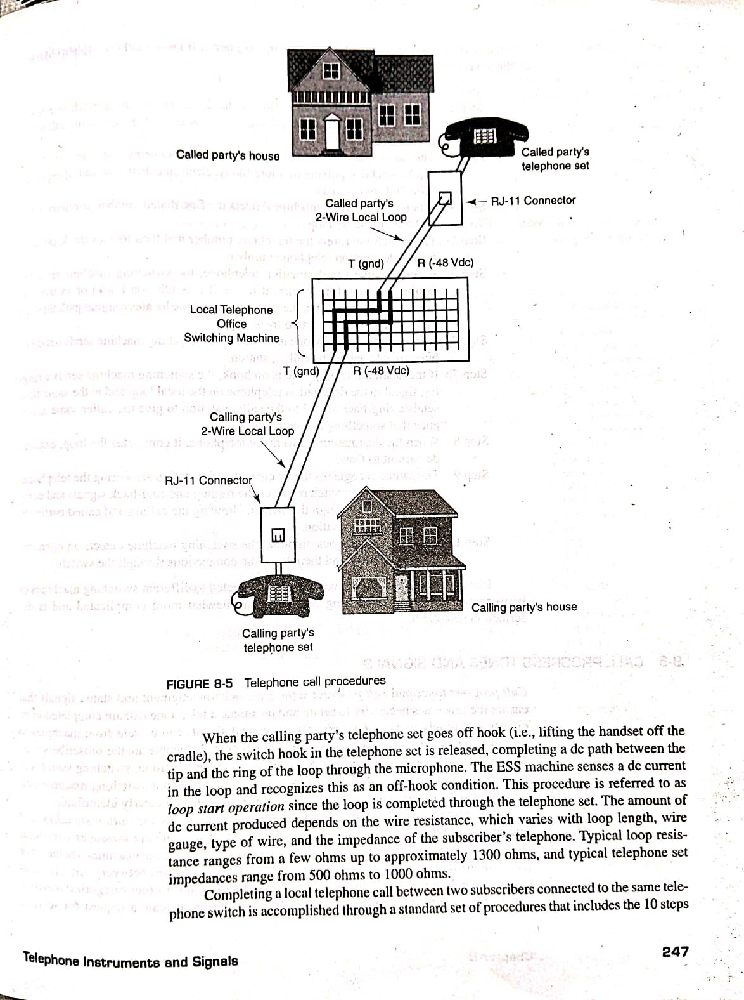 Called party's house
Called party's
telephone set
Called party's
2-Wire Local Loop
RJ-11 Connector
T (gnd)
R (-48 Vdc)
Local Telephone
Office
Switching Machine
T (gnd)
R (-48 Vdc)
Calling party's
2-Wire Local Loop
RJ-11 Connector
Calling party's house
Calling party's
telephone set
FIGURE 8-5 Telephone call procedures
When the calling party's telephone set goes off hook (i.e., lifting the handset off the
cradle), the switch hook in the telephone set is released, completing a dc path between the
tip and the ring of the loop through the microphone. The ESS machine senses a dc current
in the loop and recognizes this as an off-hook condition. This procedure is referred to as
loop start operation since the loop is completed through the telephone set. The amount of
dc current produced depends on the wire resistance, which varies with loop length, wire
gauge, type of wire, and the impedance of the subscriber's telephone. Typical loop resis-
tance ranges from a few ohms up to approximately 1300 ohms, and typical telephone set
impedances range from 500 ohms to 1000 ohms.
Completing a local telephone call between two subscribers connected to the same tele-
phone switch is accomplished through a standard set of procedures that includes the 10 steps
Telephone Instruments and Signals
247